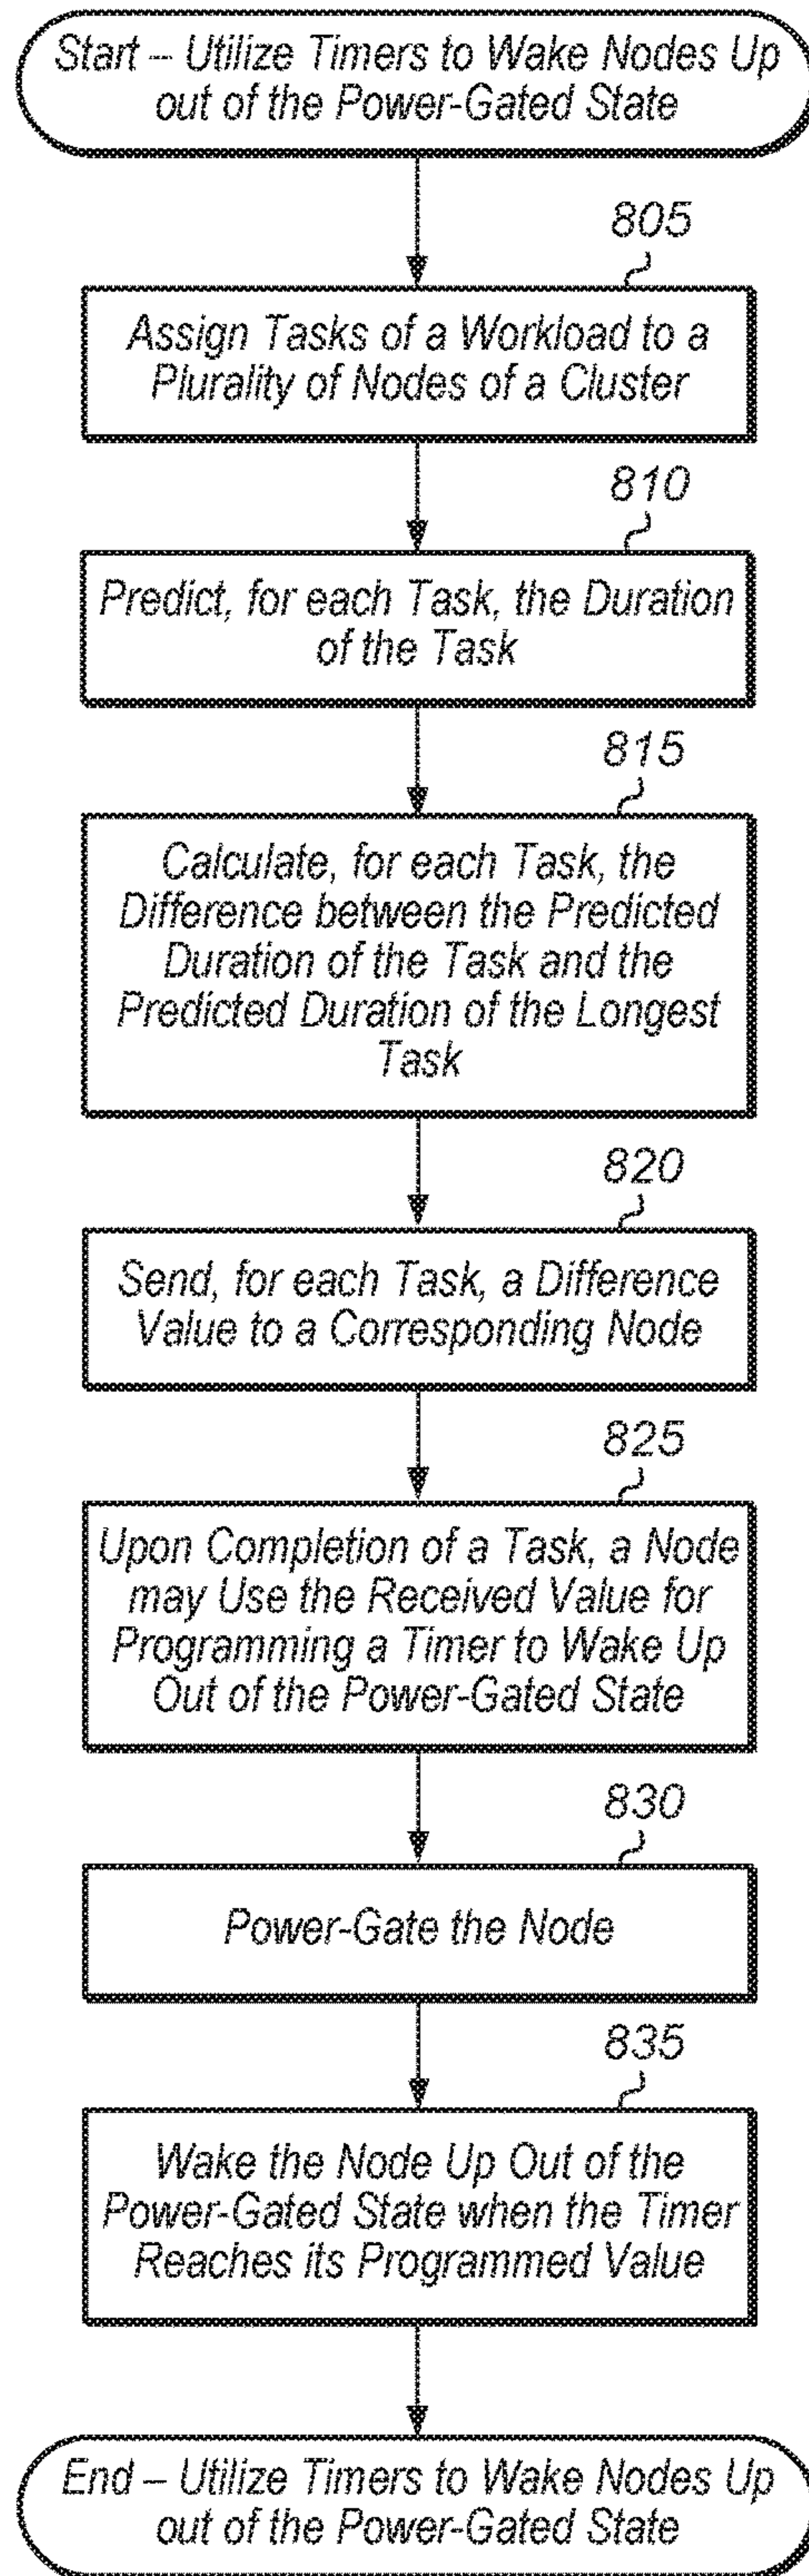 Start – Utilize Timers to Wake Nodes Up
out of the Power-Gated State
805
Assign Tasks of a Workload to a
Plurality of Nodes of a Cluster
810
Predict, for each Task, the Duration
of the Task
815
Calculate, for each Task, the
Difference between the Predicted
Duration of the Task and the
Predicted Duration of the Longest
Task
820
Send, for each Task, a Difference
Value to a Corresponding Node
825
Upon Completion of a Task, a Node
may Use the Received Value for
Programming a Timer to Wake Up
Out of the Power-Gated State
830
Power-Gate the Node
835
Wake the Node Up Out of the
Power-Gated State when the Timer
Reaches its Programmed Value
End – Utilize Timers to Wake Nodes Up
out of the Power-Gated State